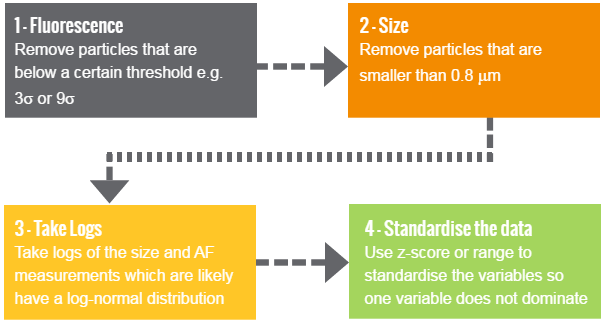 1 - Fluorescence
Remove particles that are
below a certain threshold e.g.
3σ or 9σ
2 - Size
Remove particles that are
smaller than 0.8 μm
3 - Take Logs
Take logs of the size and AF
measurements which are likely
have a log-normal distribution
4 - Standardise the data
Use z-score or range to
standardise the variables so
one variable does not dominate